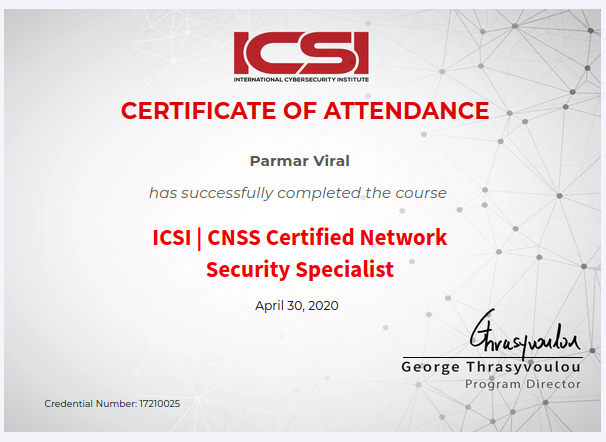 ICSI
INTERNATIONAL CYBERSECURITY INSTITUTE
CERTIFICATE OF ATTENDANCE
Parmar Viral
has successfully completed the course
ICSI | CNSS Certified Network
Security Specialist
April 30, 2020
Thrasyvoulou
George Thrasyvoulou
Program Director
Credential Number: 17210025